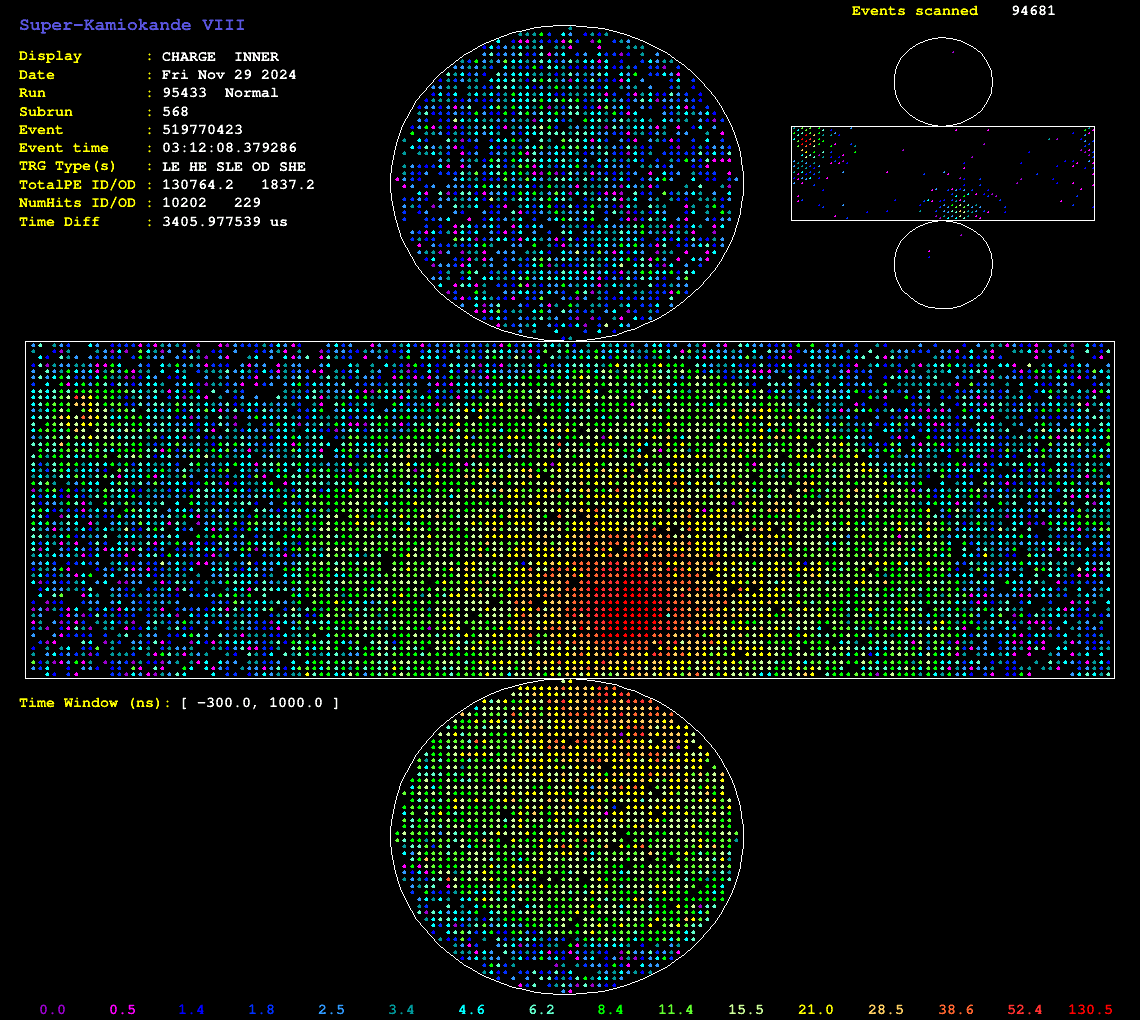 Super-Kamiokande VIII
Events scanned 94681
Display : CHARGE INNER
Date : Fri Nov 29 2024
Run : 95433 Normal
Subrun : 568
Event : 519770423
Event time : 03:12:08.379286
TRG Type(s) : LE HE SLE OD SHE
TotalPE ID/OD : 130764.2 1837.2
NumHits ID/OD : 10202 229
Time Diff : 3405.977539 us
Time Window (ns): [ -300.0, 1000.0 ]
0.0 0.5 1.4 1.8 2.5 3.4 4.6 6.2 8.4 11.4 15.5 21.0 28.5 38.6 52.4 130.5